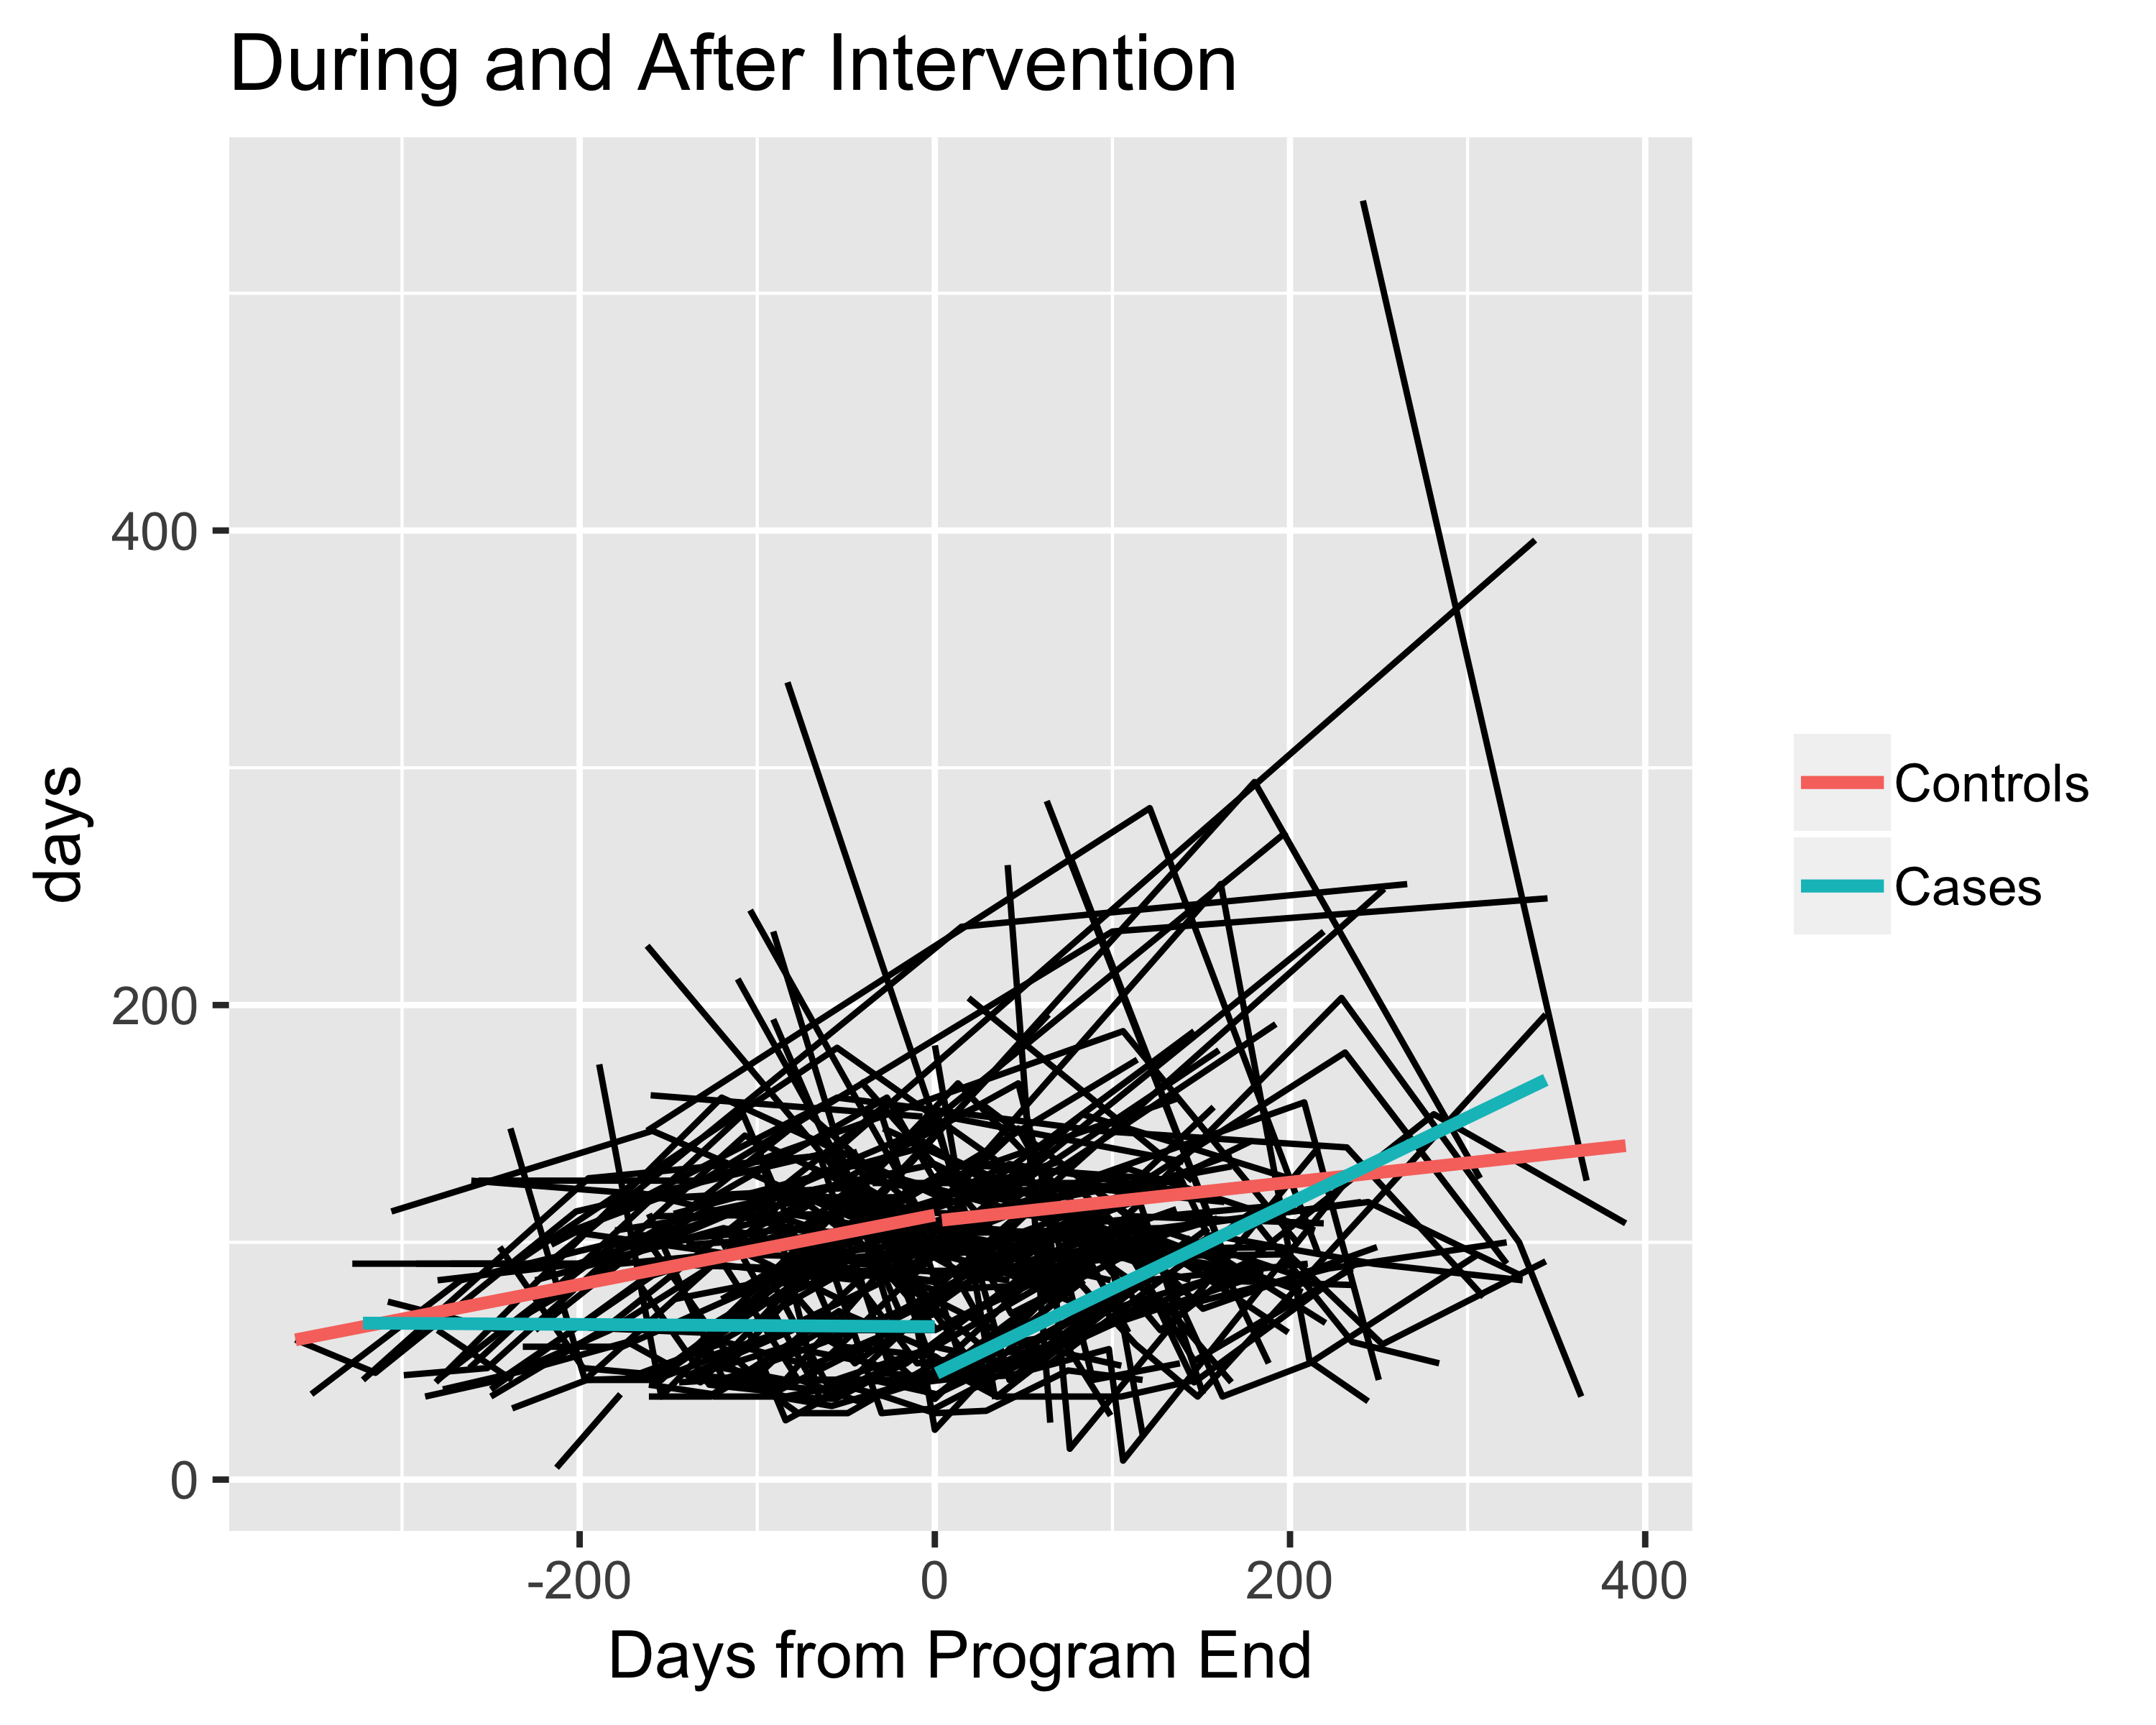 During and After Intervention
days
400
200
0
-200 0 200 400
Days from Program End
Controls
Cases